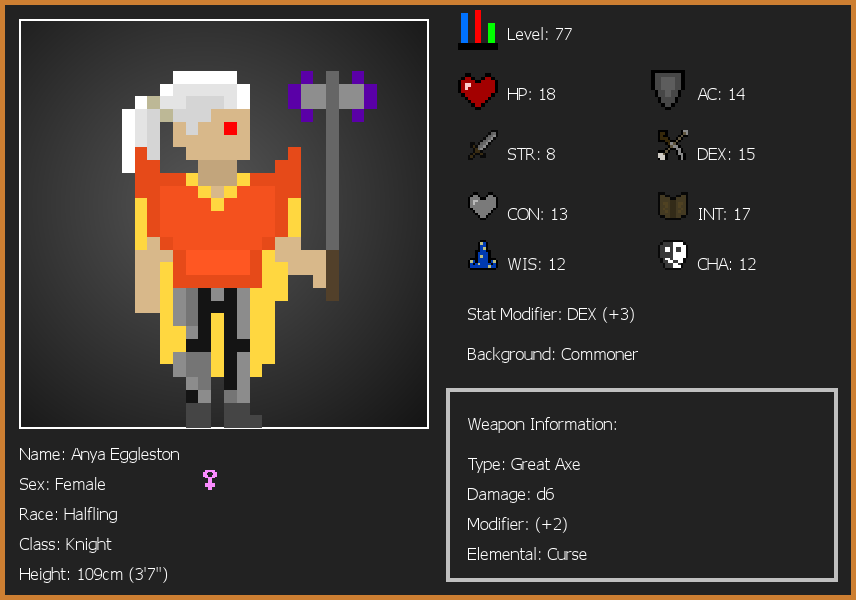 Level: 77
HP: 18
AC: 14
STR: 8
DEX: 15
CON: 13
INT: 17
WIS: 12
CHA: 12
Stat Modifier: DEX (+3)
Background: Commoner
Name: Anya Eggleston
Sex: Female
Race: Halfling
Class: Knight
Height: 109cm (3'7")
Weapon Information:
Type: Great Axe
Damage: d6
Modifier: (+2)
Elemental: Curse